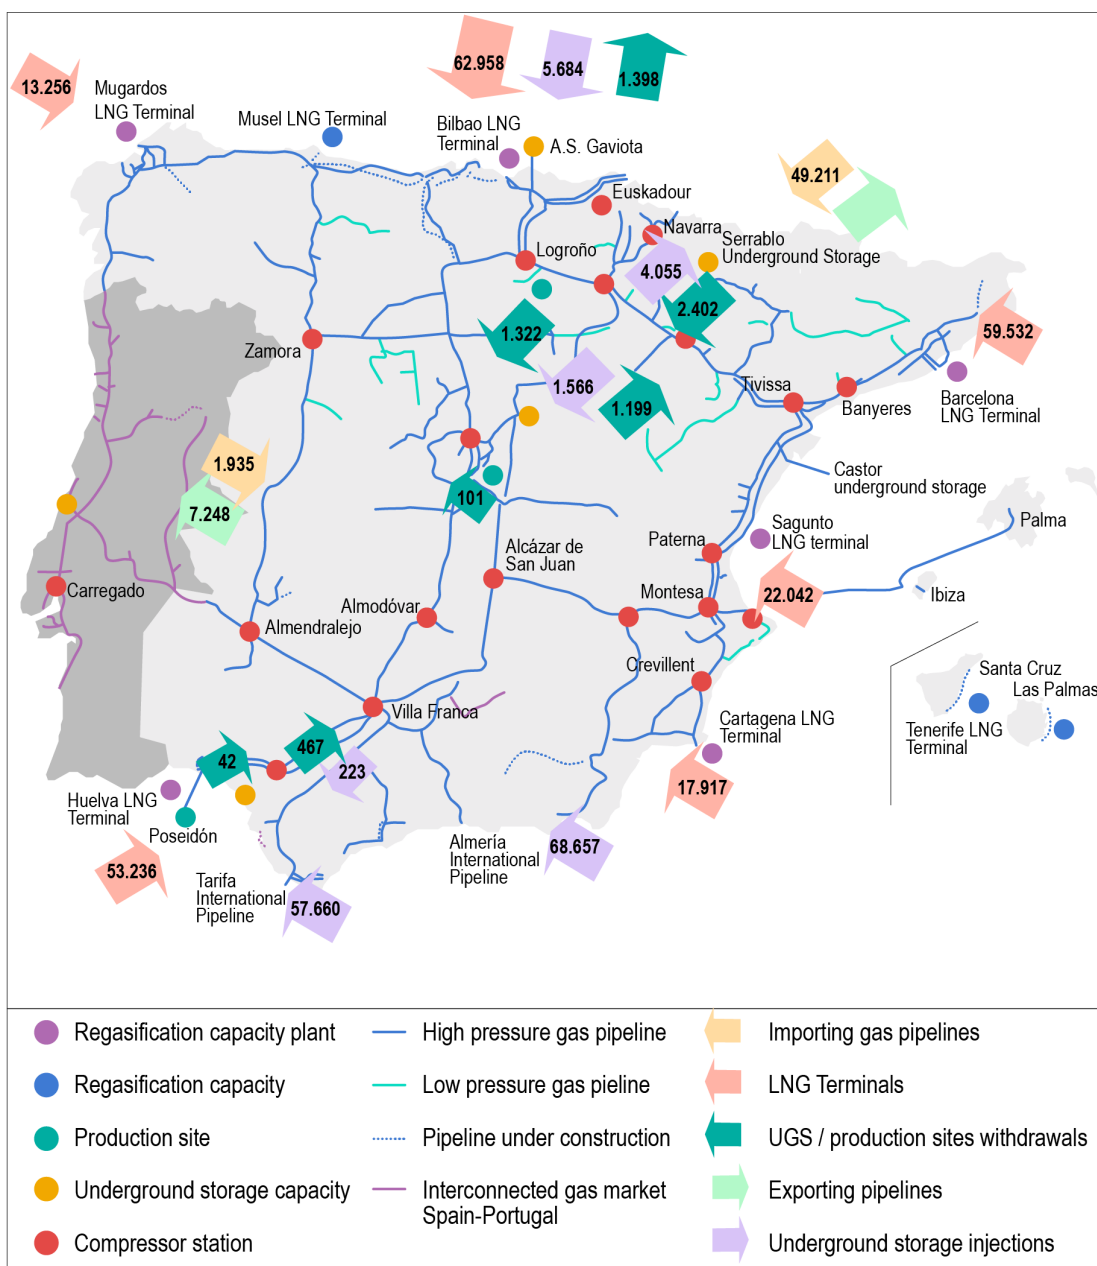 13.256
62.958
5.684
1.398
Mugardos
LNG Terminal
Musel LNG Terminal
Bilbao LNG
Terminal
A.S. Gaviota
49.211
Euskadour
Navarra
Serrablo
Underground Storage
Logroño
4.055
2.402
1.322
59.532
Zamora
1.566
1.199
Tivissa
Banyeres
Barcelona
LNG Terminal
1.935
7.248
101
Castor
underground storage
Palma
Sagunto
LNG terminal
Paterna
Alcázar de
San Juan
Carregado
Almodóvar
Montesa
22.042
Ibiza
Almendralejo
Crevillent
Santa Cruz
Las Palmas
Villa Franca
Cartagena LNG
Terminal
Tenerife LNG
Terminal
42
467
223
17.917
Huelva LNG
Terminal
Poseidón
53.236
Almería
International
Pipeline
68.657
Tarifa
International
Pipeline
57.660
Regasification capacity plant
High pressure gas pipeline
Importing gas pipelines
Regasification capacity
Low pressure gas pieline
LNG Terminals
Production site
Pipeline under construction
UGS / production sites withdrawals
Underground storage capacity
Interconnected gas market
Spain-Portugal
Exporting pipelines
Compressor station
Underground storage injections